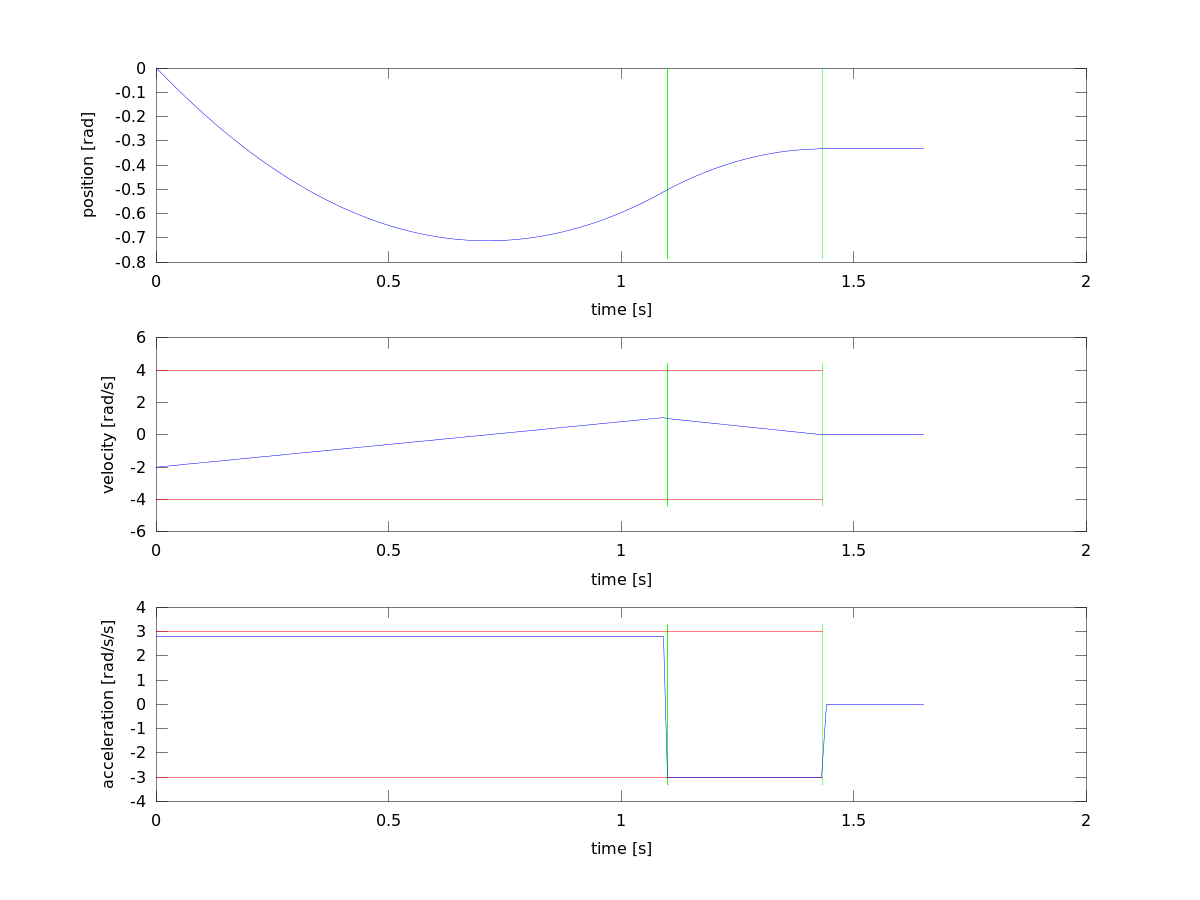 0
-0.1
-0.2
-0.3
-0.4
-0.5
-0.6
-0.7
-0.8
position [rad]
0 0.5 1 1.5 2
time [s]
6
4
2
0
-2
-4
-6
velocity [rad/s]
0 0.5 1 1.5 2
time [s]
4
3
2
1
0
-1
-2
-3
-4
acceleration [rad/s/s]
0 0.5 1 1.5 2
time [s]